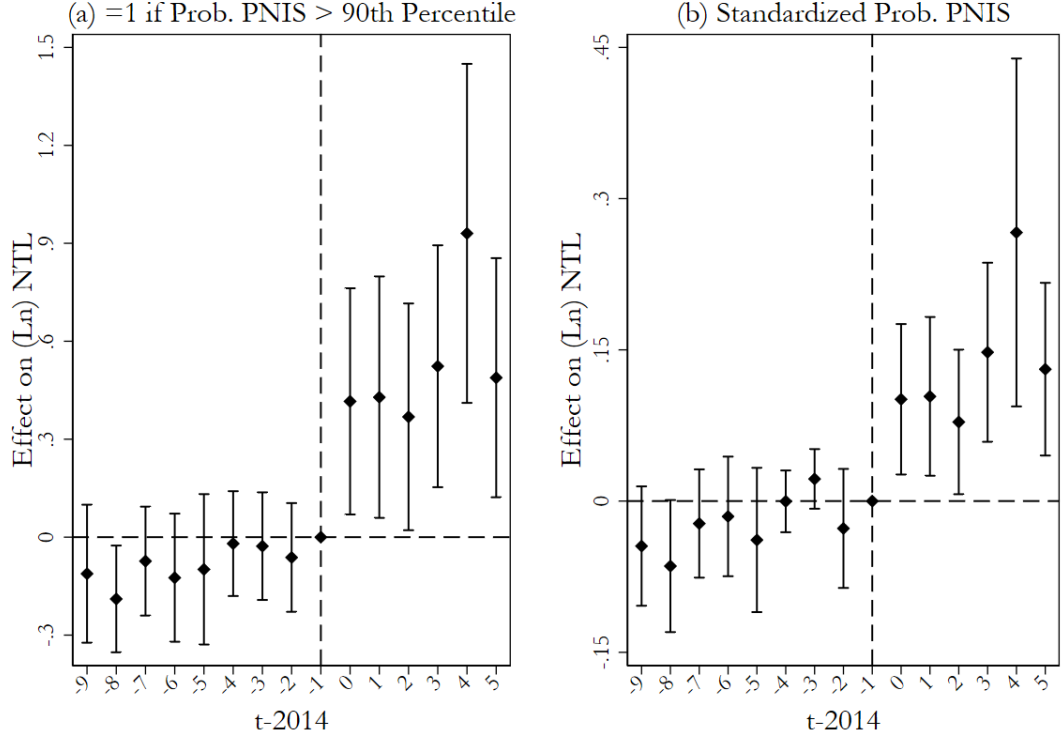 (a) =1 if Prob. PNIS > 90th Percentile
Effect on (Ln) NTL
1.5
1.2
.9
.6
.3
0
-.3
-9 -8 -7 -6 -5 -4 -3 -2 -1 0 1 2 3 4 5
t-2014
(b) Standardized Prob. PNIS
Effect on (Ln) NTL
.45
.3
.15
0
-.15
-9 -8 -7 -6 -5 -4 -3 -2 -1 0 1 2 3 4 5
t-2014